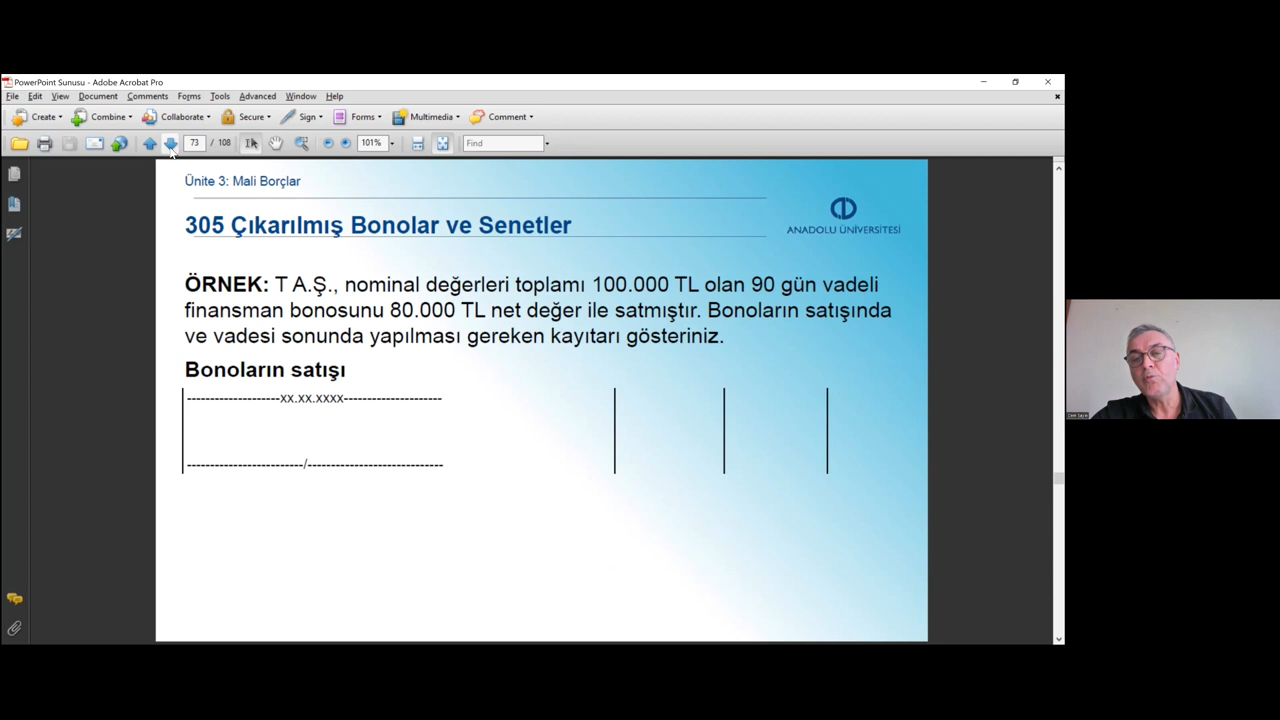 PowerPoint Sunusu - Adobe Acrobat Pro
File Edit View Document Comments Forms Tools Advanced Window Help
Create Combine Collaborate Secure Sign Forms Multimedia Comment
73 / 108 101% Find
Ünite 3: Mali Borçlar
305 Çıkarılmış Bonolar ve Senetler
ANADOLU ÜNİVERSİTESİ
ÖRNEK: T A.Ş., nominal değerleri toplamı 100.000 TL olan 90 gün vadeli
finansman bonosunu 80.000 TL net değer ile satmıştır. Bonoların satışında
ve vadesi sonunda yapılması gereken kayıtarı gösteriniz.
Bonoların satışı
--------------------xx.xx.xxxx---------------------
-------------------------/-----------------------------